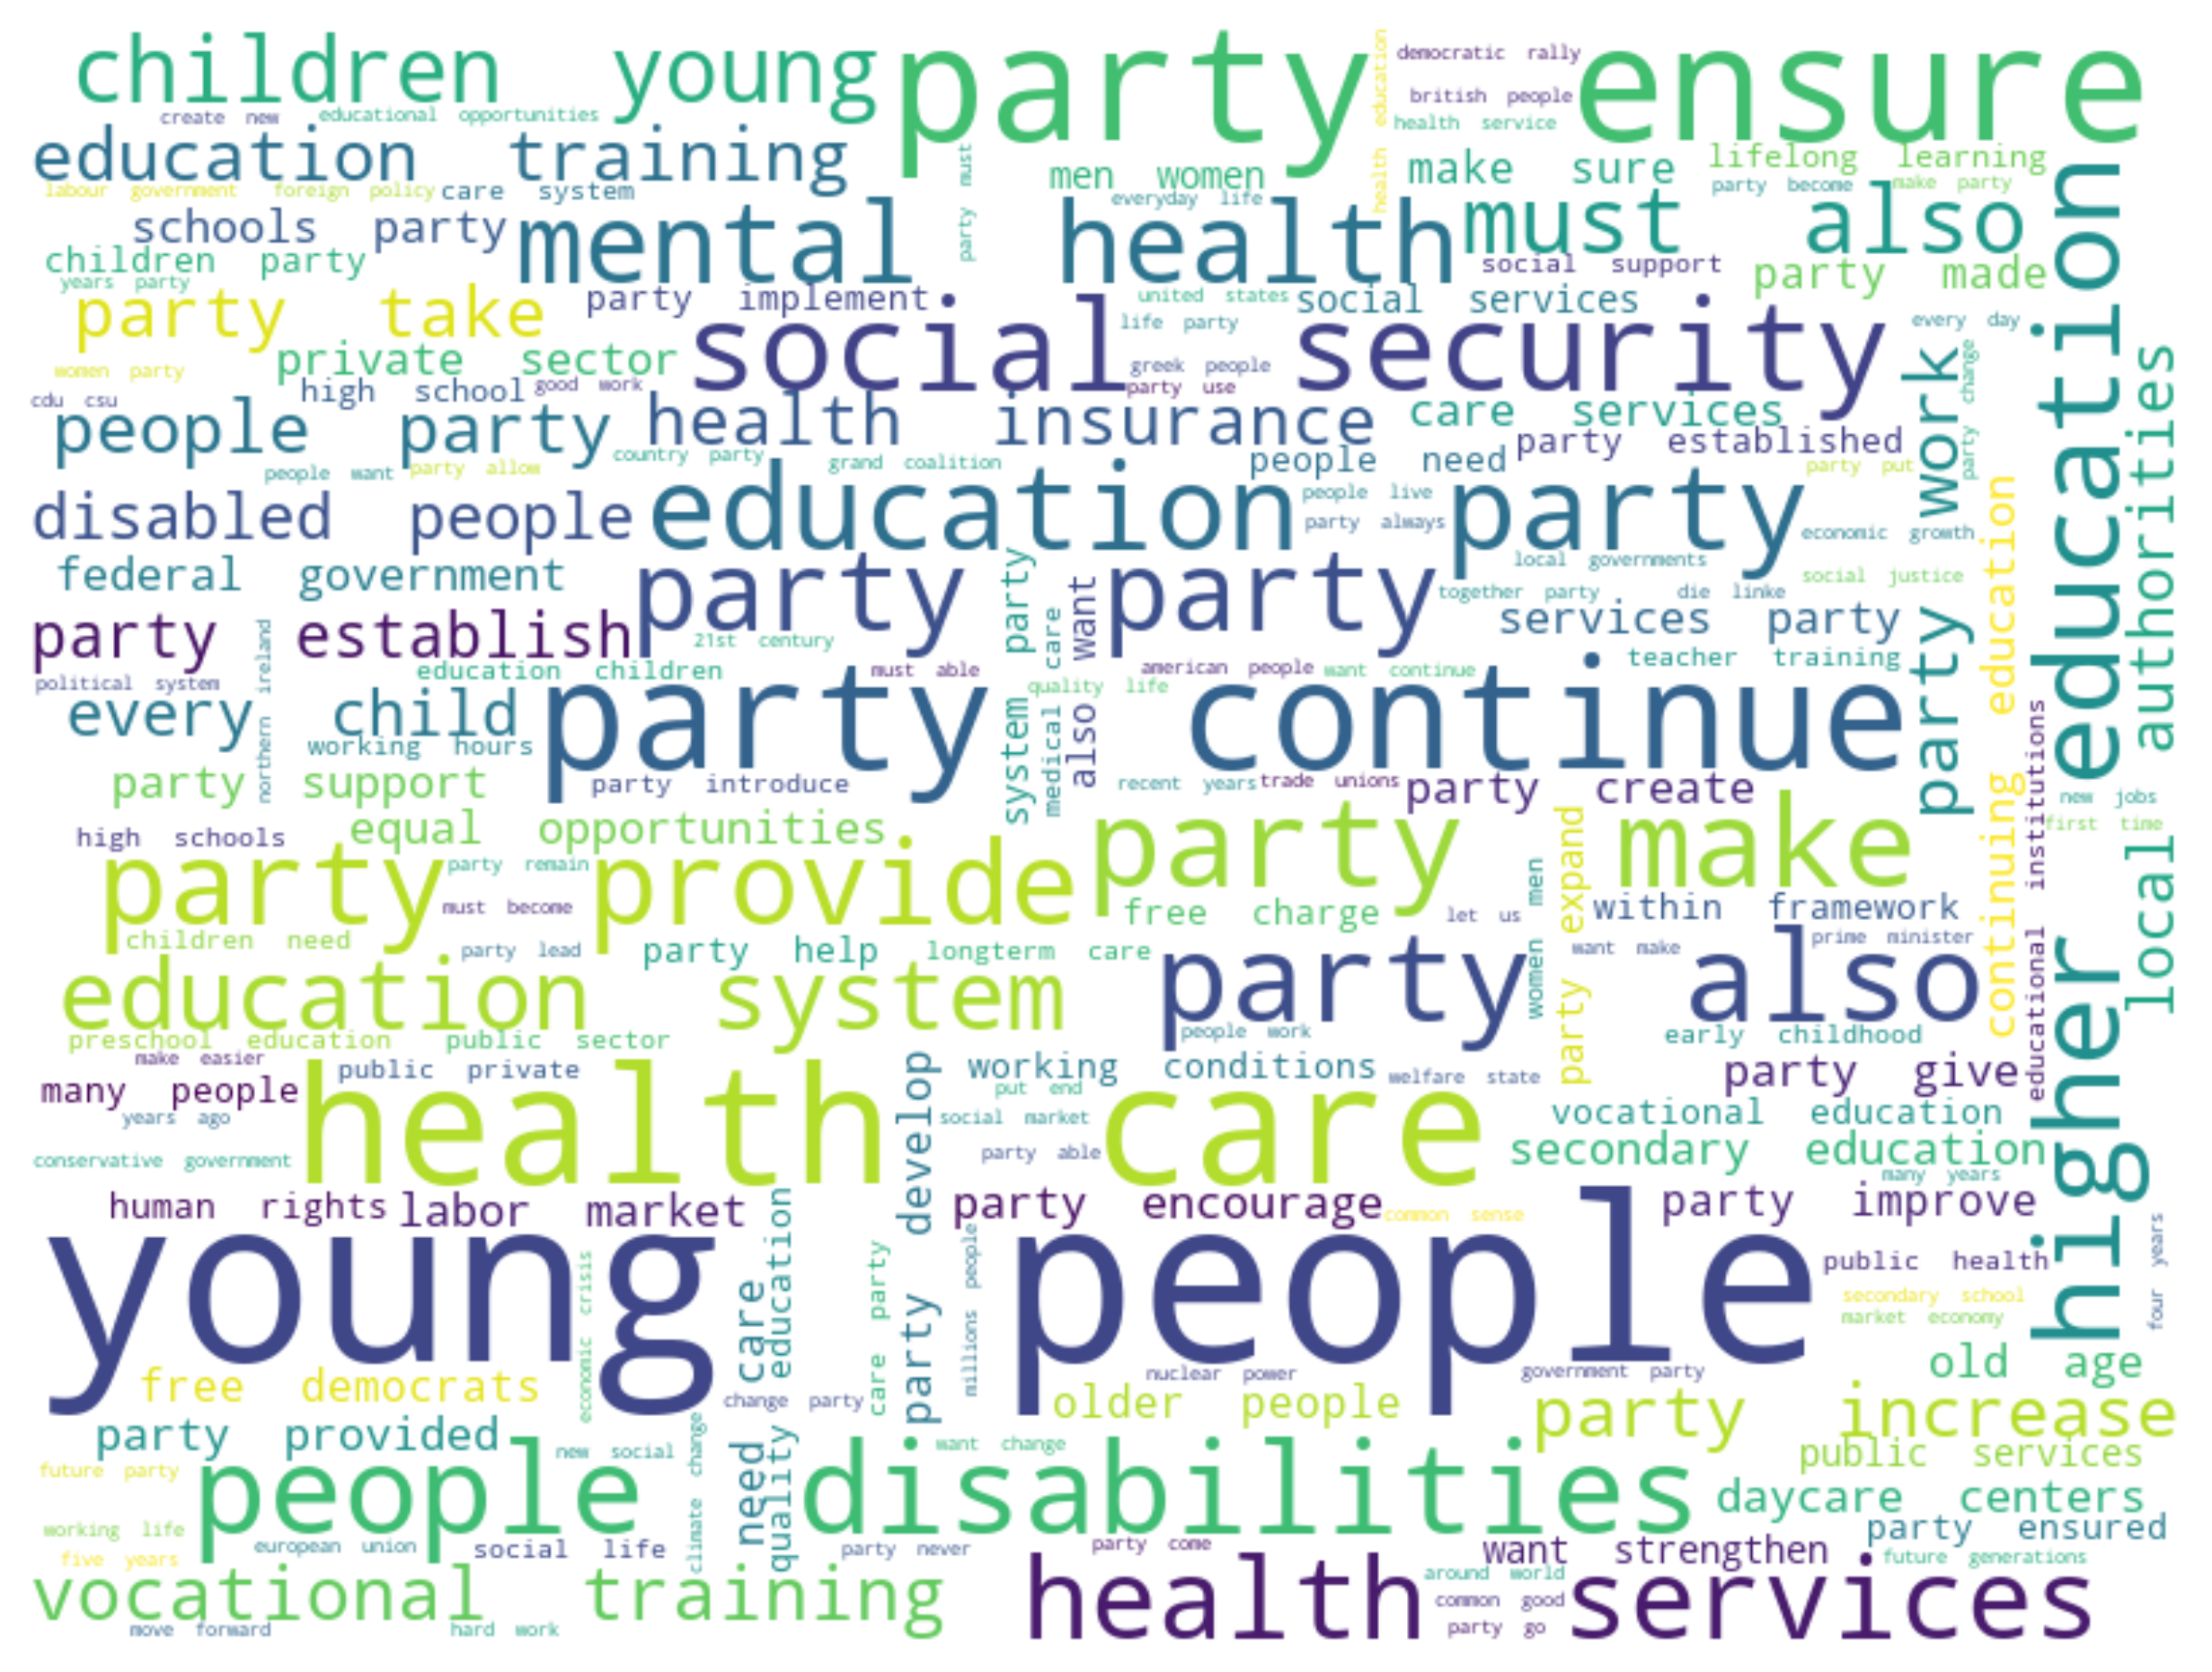 children young
party ensure
health education
democratic rally
british people
health service
create new
educational opportunities
education training
party must
men women
make sure
lifelong learning
labour government
foreign policy
care system
everyday life
party become
make party
schools party
mental health
must also
children party
social support
party made
years party
party take
party implement
united states
social services
life party
every day
private sector
social security
women party
greek people
high school
good work
party use
cdu csu
people party
health insurance
care services
party work
party change
party established
country party
grand coalition
people need
people want
party allow
party put
higher education
local authorities
disabled people
education party
people live
party always
continuing education
economic growth
federal government
party party
local governments
social justice
system party
also want
together party
die linke
party establish
services party
northern ireland
21st century
medical care
education children
must able
american people
want continue
teacher training
political system
quality life
every child
party continue
educational institutions
working hours
party support
party introduce
recent years
trade unions
party create
new jobs
high schools
equal opportunities
party make
first time
party provide
party remain
party expand
women men
must become
free charge
let us
within framework
children need
party lead
party help
longterm care
want make
prime minister
education system
party also
people work
preschool education
public sector
early childhood
make easier
public private
party develop
working conditions
welfare state
party give
many people
put end
years ago
health care
social market
vocational education
party able
secondary education
conservative government
many years
human rights
labor market
party encourage
common sense
party improve
young people
quality education
need care
economic crisis
care party
millions people
public health
four years
secondary school
market economy
free democrats
nuclear power
government party
old age
change party
older people
party increase
party provided
climate change
new social
want change
public services
future party
people disabilities
daycare centers
working life
european union
social life
party never
party come
party ensured
five years
want strengthen
future generations
vocational training
health services
around world
common good
move forward
hard work
party go